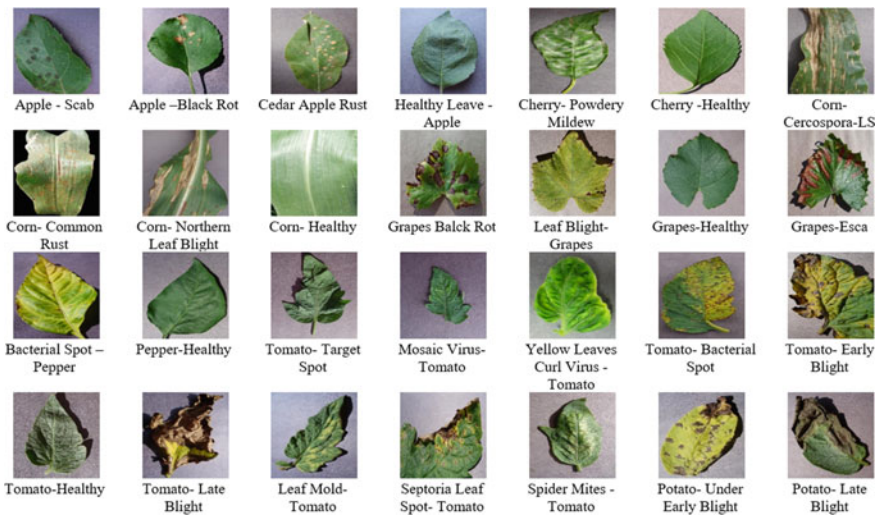 Apple - Scab
Apple –Black Rot
Cedar Apple Rust
Healthy Leave -
Apple
Cherry- Powdery
Mildew
Cherry -Healthy
Corn-
Cercospora-LS
Corn- Common
Rust
Corn- Northern
Leaf Blight
Corn- Healthy
Grapes Balck Rot
Leaf Blight-
Grapes
Grapes-Healthy
Grapes-Esca
Bacterial Spot –
Pepper
Pepper-Healthy
Tomato- Target
Spot
Mosaic Virus-
Tomato
Yellow Leaves
Curl Virus -
Tomato
Tomato- Bacterial
Spot
Tomato- Early
Blight
Tomato-Healthy
Tomato- Late
Blight
Leaf Mold-
Tomato
Septoria Leaf
Spot- Tomato
Spider Mites -
Tomato
Potato- Under
Early Blight
Potato- Late
Blight